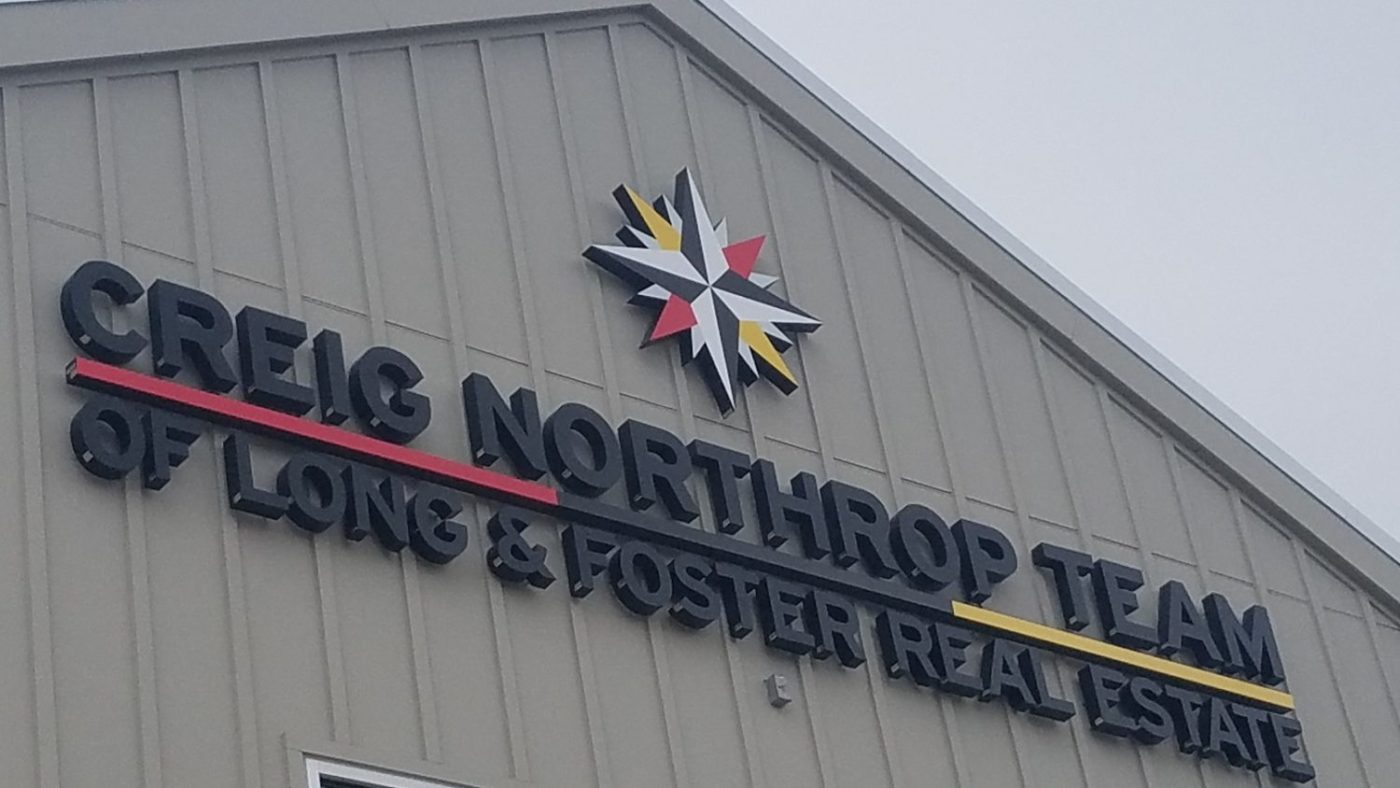 CREIG NORTHROP TEAM
OF LONG & FOSTER REAL ESTATE